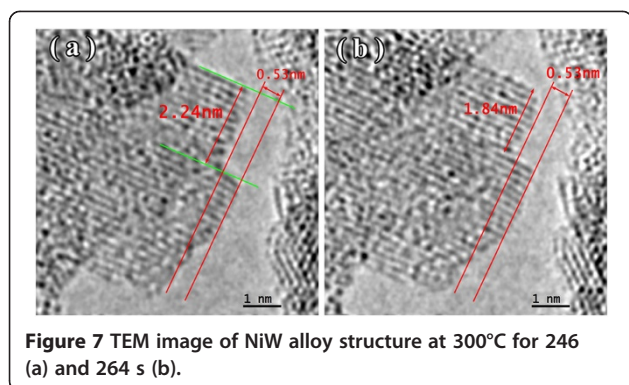 (a)
0.53nm
2.24nm
1 nm
(b)
0.53nm
1.84nm
1 nm
Figure 7 TEM image of NiW alloy structure at 300°C for 246
(a) and 264 s (b).